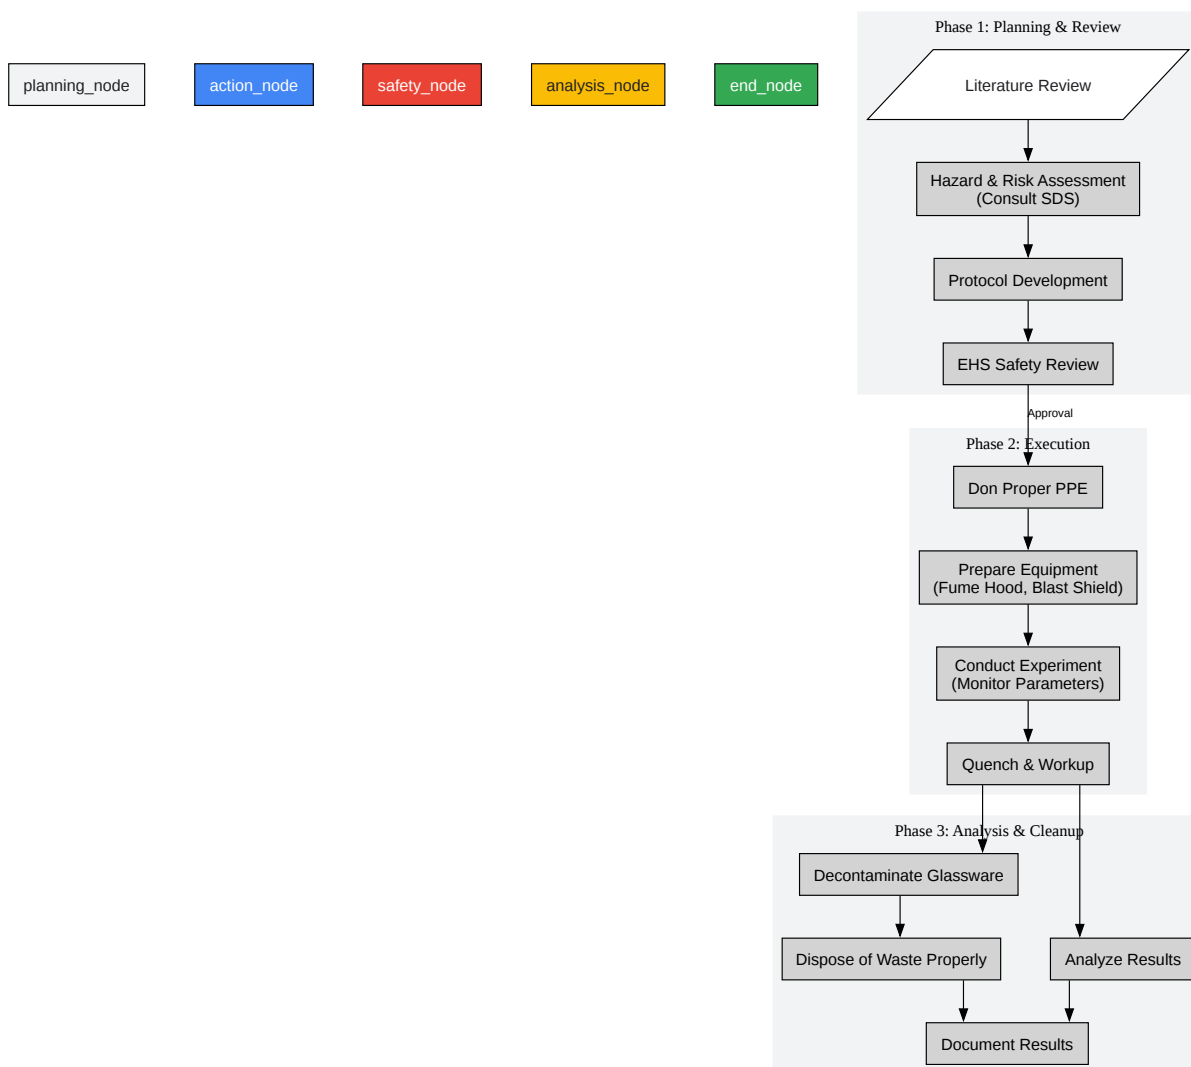 Phase 1: Planning & Review
planning_node
action_node
safety_node
analysis_node
end_node
Literature Review
Hazard & Risk Assessment
(Consult SDS)
Protocol Development
EHS Safety Review
Approval
Phase 2: Execution
Don Proper PPE
Prepare Equipment
(Fume Hood, Blast Shield)
Conduct Experiment
(Monitor Parameters)
Quench & Workup
Phase 3: Analysis & Cleanup
Decontaminate Glassware
Dispose of Waste Properly
Analyze Results
Document Results